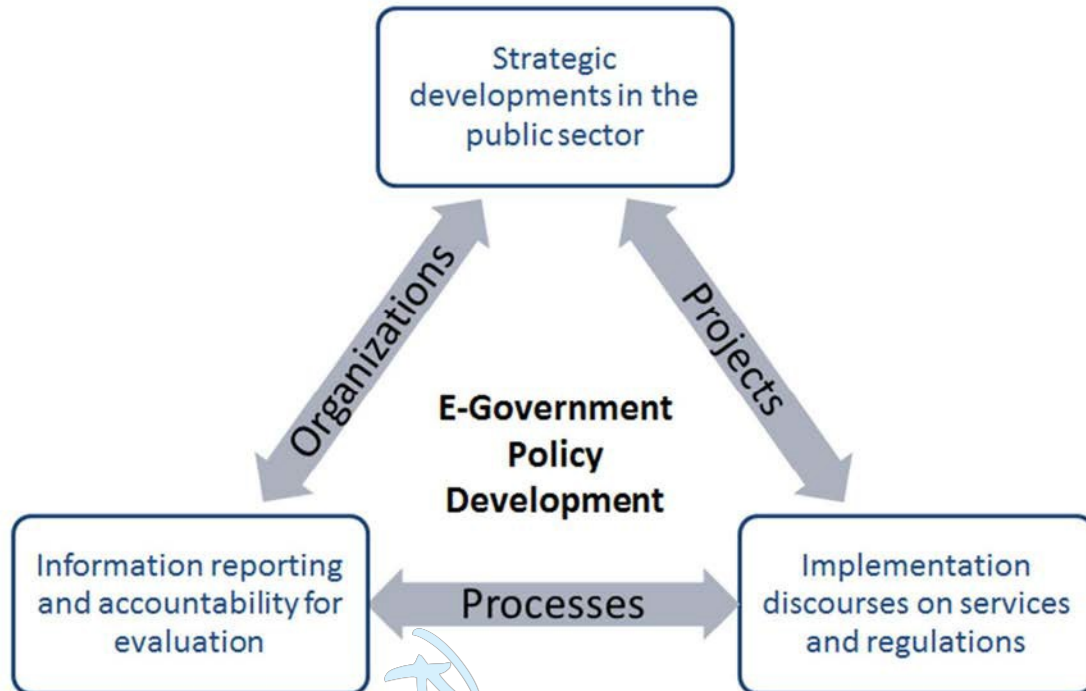 Strategic
developments in the
public sector
Organizations
Projects
E-Government
Policy
Development
Information reporting
and accountability for
evaluation
Processes
Implementation
discourses on services
and regulations